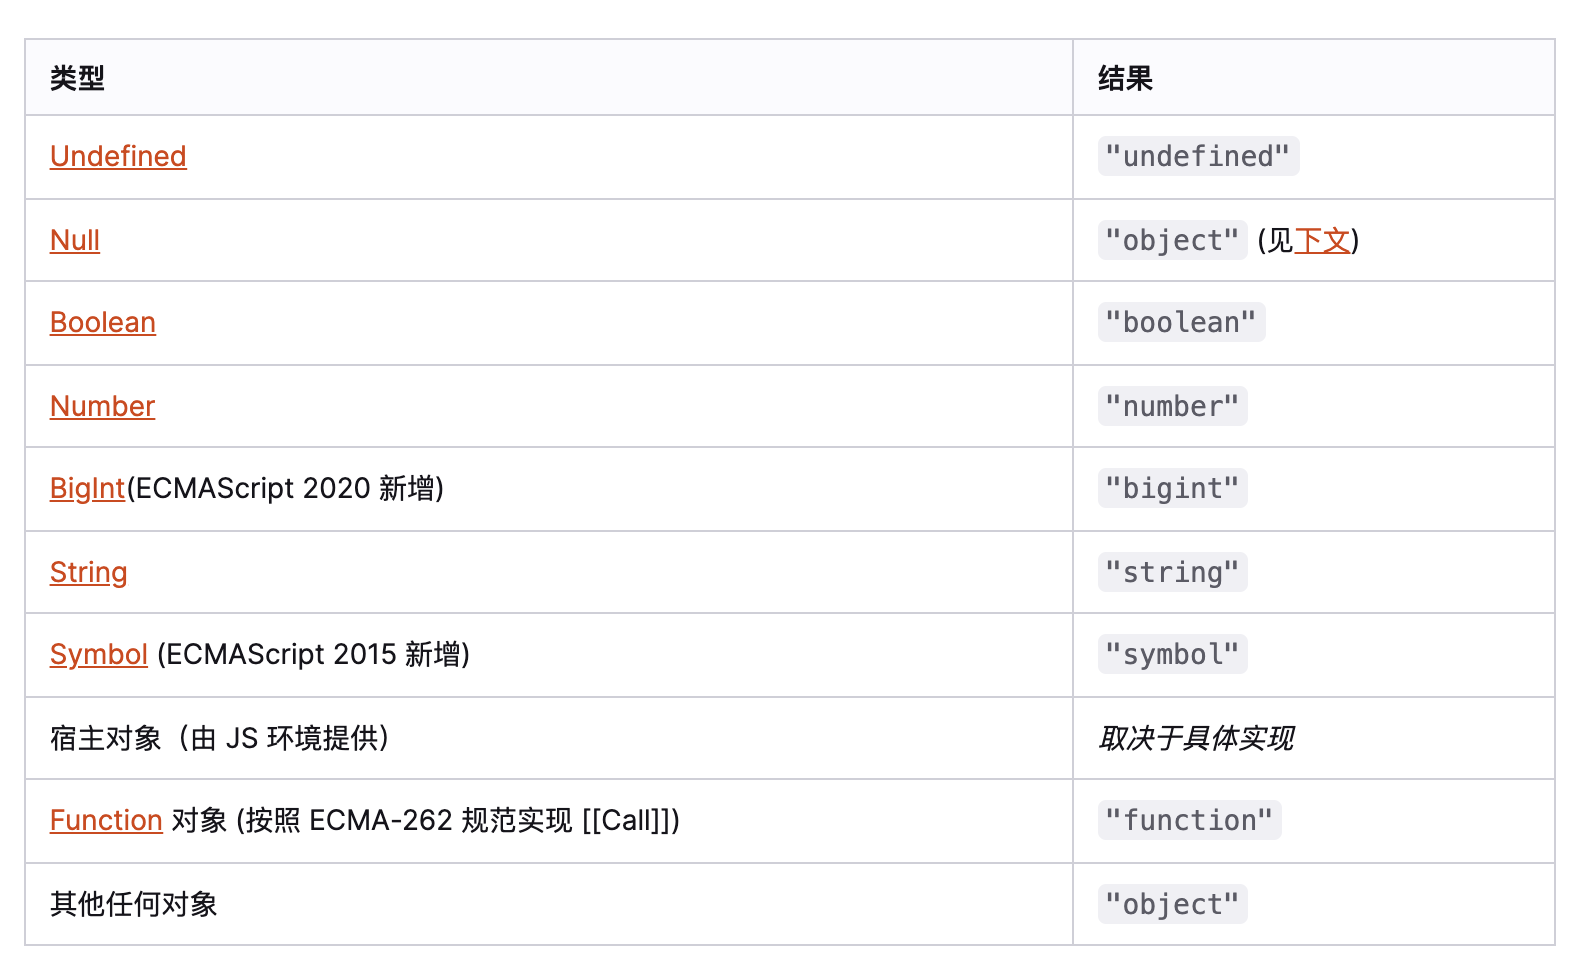 类型 结果
Undefined "undefined"
Null "object" (见下文)
Boolean "boolean"
Number "number"
BigInt(ECMAScript 2020 新增) "bigint"
String "string"
Symbol (ECMAScript 2015 新增) "symbol"
宿主对象（由 JS 环境提供） 取决于具体实现
Function 对象 (按照 ECMA-262 规范实现 [[Call]]) "function"
其他任何对象 "object"